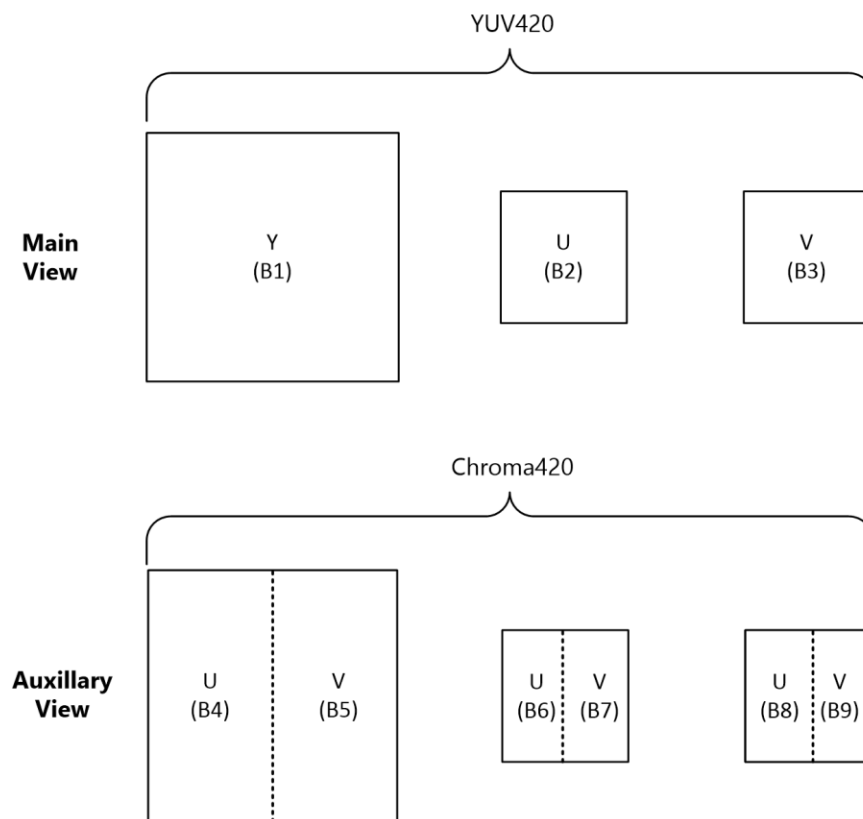 YUV420
Main
View
Y
(B1)
U
(B2)
V
(B3)
Chroma420
Auxillary
View
U
(B4)
V
(B5)
U
(B6)
V
(B7)
U
(B8)
V
(B9)